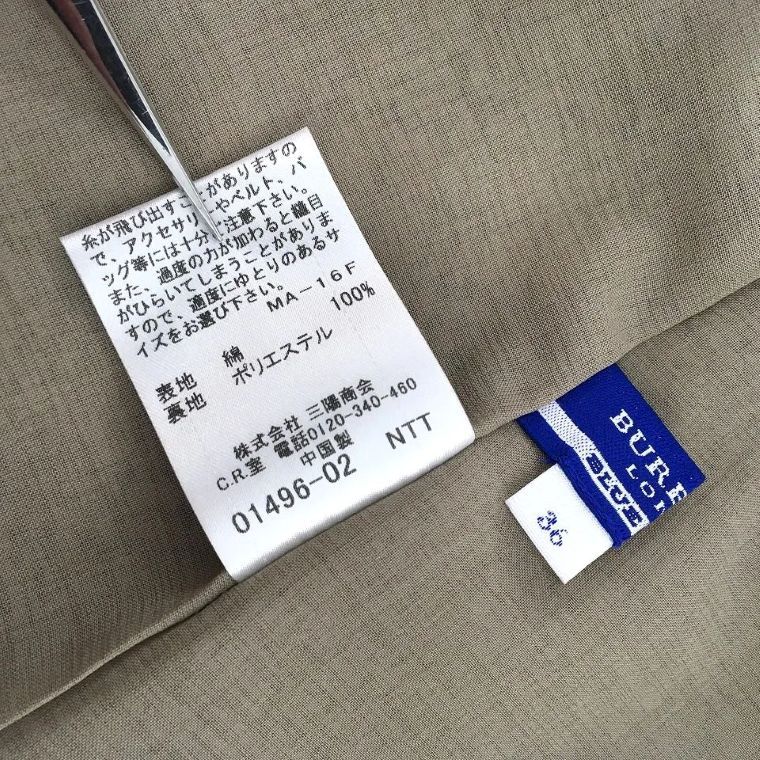 糸が飛び出すことがありますの
で、アクセサリーやベルト、バ
ッグ等には十分ご注意下さい。
また、過度の力が加わると縫目
がひらいてしまうことがありま
すので、適度にゆとりのあるサ
イズをお選び下さい。
MA-16F
表地 綿 100%
裏地 ポリエステル
株式会社 三陽商会
C.R.室 電話0120-340-460
中国製
01496-02 NTT
BURB
LON
BLUE
36